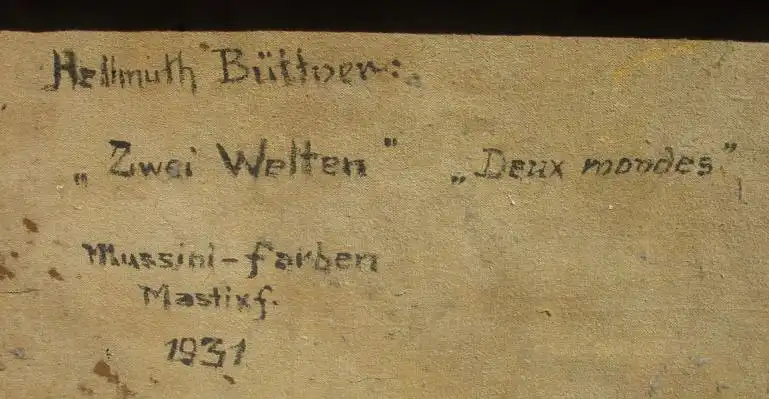 Hellmuth Büttner:
„Zwei Welten" „Deux mondes"
Mussini-farben
Mastixf.
1931